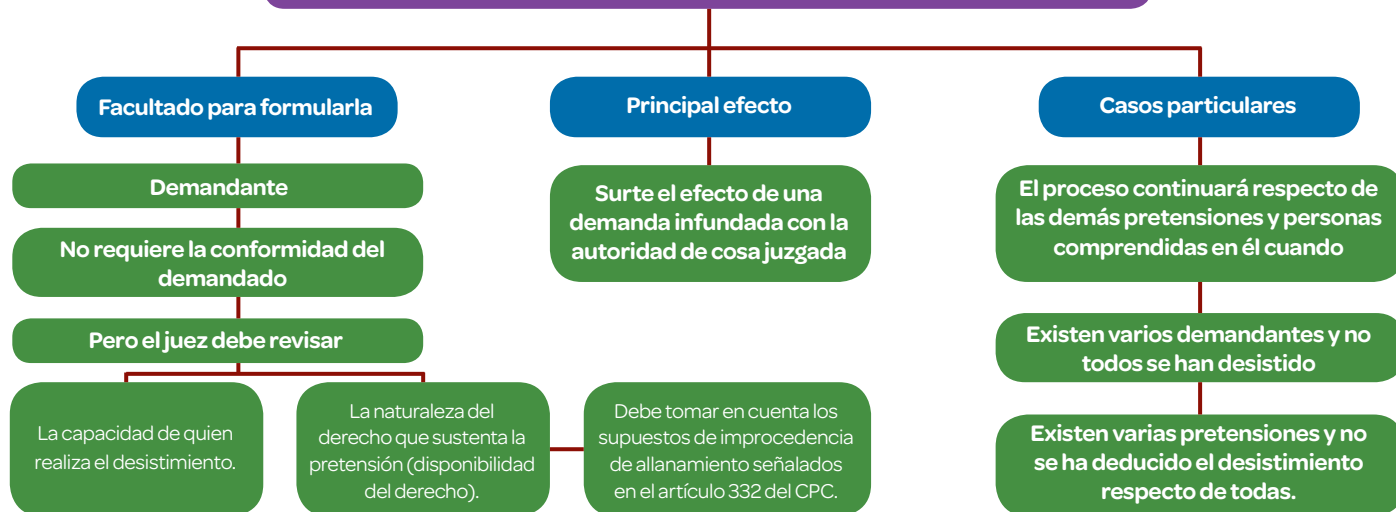 Facultado para formularla
Demandante
No requiere la conformidad del
demandado
Pero el juez debe revisar
La capacidad de quien
realiza el desistimiento.
La naturaleza del
derecho que sustenta la
pretensión (disponibilidad
del derecho).
Debe tomar en cuenta los
supuestos de improcedencia
de allanamiento señalados
en el artículo 332 del CPC.
Principal efecto
Surte el efecto de una
demanda infundada con la
autoridad de cosa juzgada
Casos particulares
El proceso continuará respecto de
las demás pretensiones y personas
comprendidas en él cuando
Existen varios demandantes y no
todos se han desistido
Existen varias pretensiones y no
se ha deducido el desistimiento
respecto de todas.